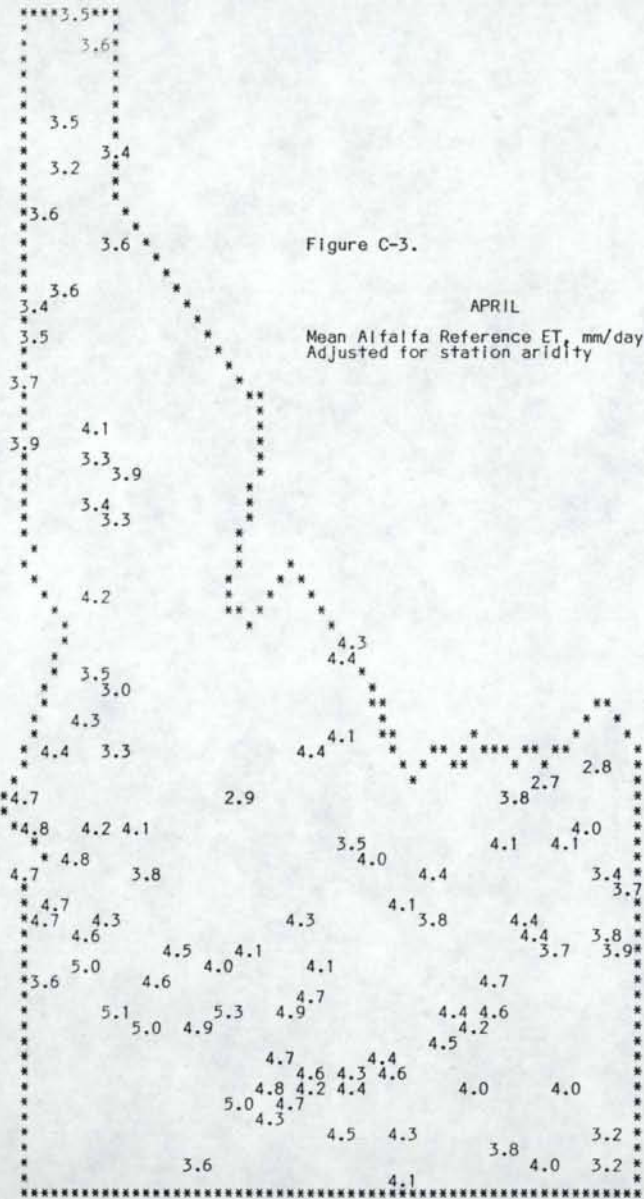 3.5
3.6
3.5
3.4
3.2
3.6
3.6 Figure C-3.
3.6
3.4 APRIL
3.5 Mean Alfalfa Reference ET, mm/day
Adjusted for station aridity
3.7
4.1
3.9
3.3
3.9
3.4
3.3
4.2
4.3
4.4
3.5
3.0
4.3
4.1
4.4 3.3 4.4
2.8
2.7
4.7 2.9 3.8
4.8 4.2 4.1 4.0
3.5 4.1 4.1
4.8 4.0
4.7 3.8 4.4 3.4
3.7
4.7 4.1
4.7 4.3 4.3 3.8 4.4
4.6 4.4 3.8
4.5 4.1 3.7 3.9
5.0 4.0 4.1
3.6 4.6 4.7
4.7
5.1 5.3 4.9 4.4 4.6
5.0 4.9 4.2
4.5
4.7 4.4
4.6 4.3 4.6
4.8 4.2 4.4 4.0 4.0
5.0 4.7
4.3
4.5 4.3 3.2
3.8
3.6 4.0 3.2
4.1